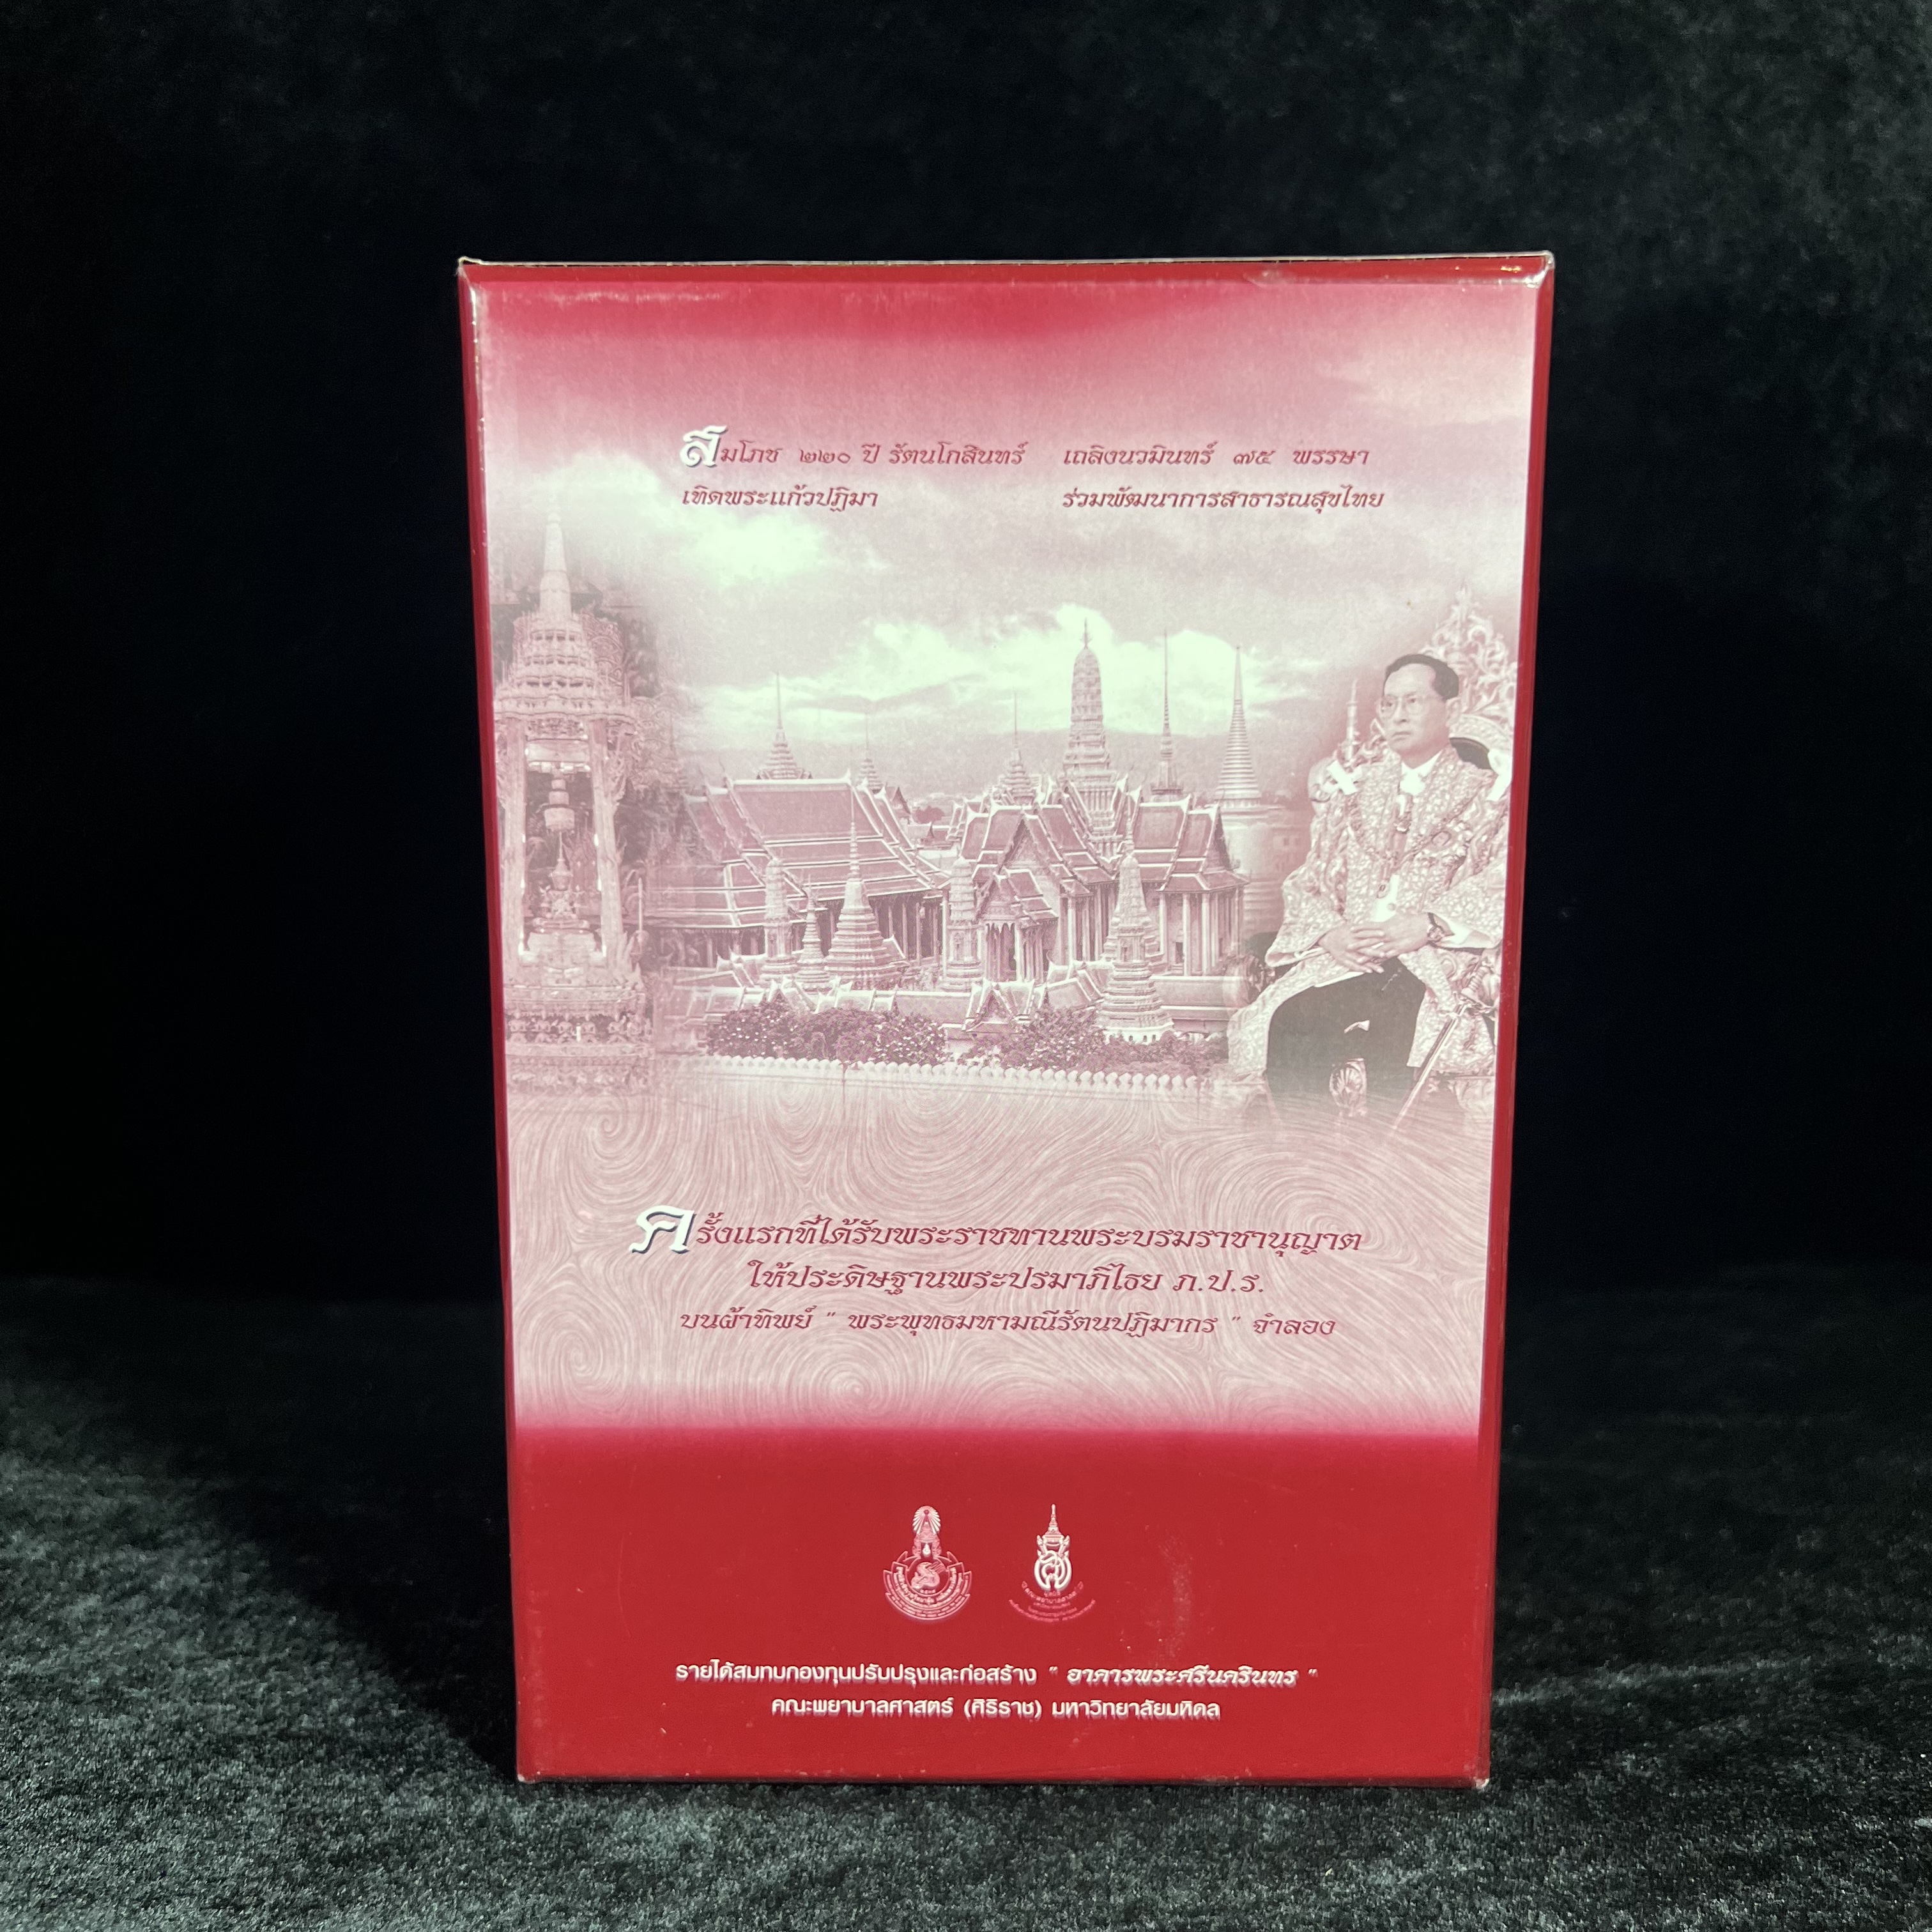 สมโภช ๒๒๐ ปี รัตนโกสินทร์ เถลิงนวมินทร์ ๗๕ พรรษา
เทิดพระแก้วปฏิมา ร่วมพัฒนาการสาธารณสุขไทย
ครั้งแรกที่ได้รับพระราชทานพระบรมราชานุญาต
ให้ประดิษฐานพระปรมาภิไธย ภ.ป.ร.
บนผ้าทิพย์ " พระพุทธมหามณีรัตนปฏิมากร " จำลอง
รายได้สมทบกองทุนปรับปรุงและก่อสร้าง " อาคารพระศรีนครินทร "
คณะพยาบาลศาสตร์ (ศิริราช) มหาวิทยาลัยมหิดล